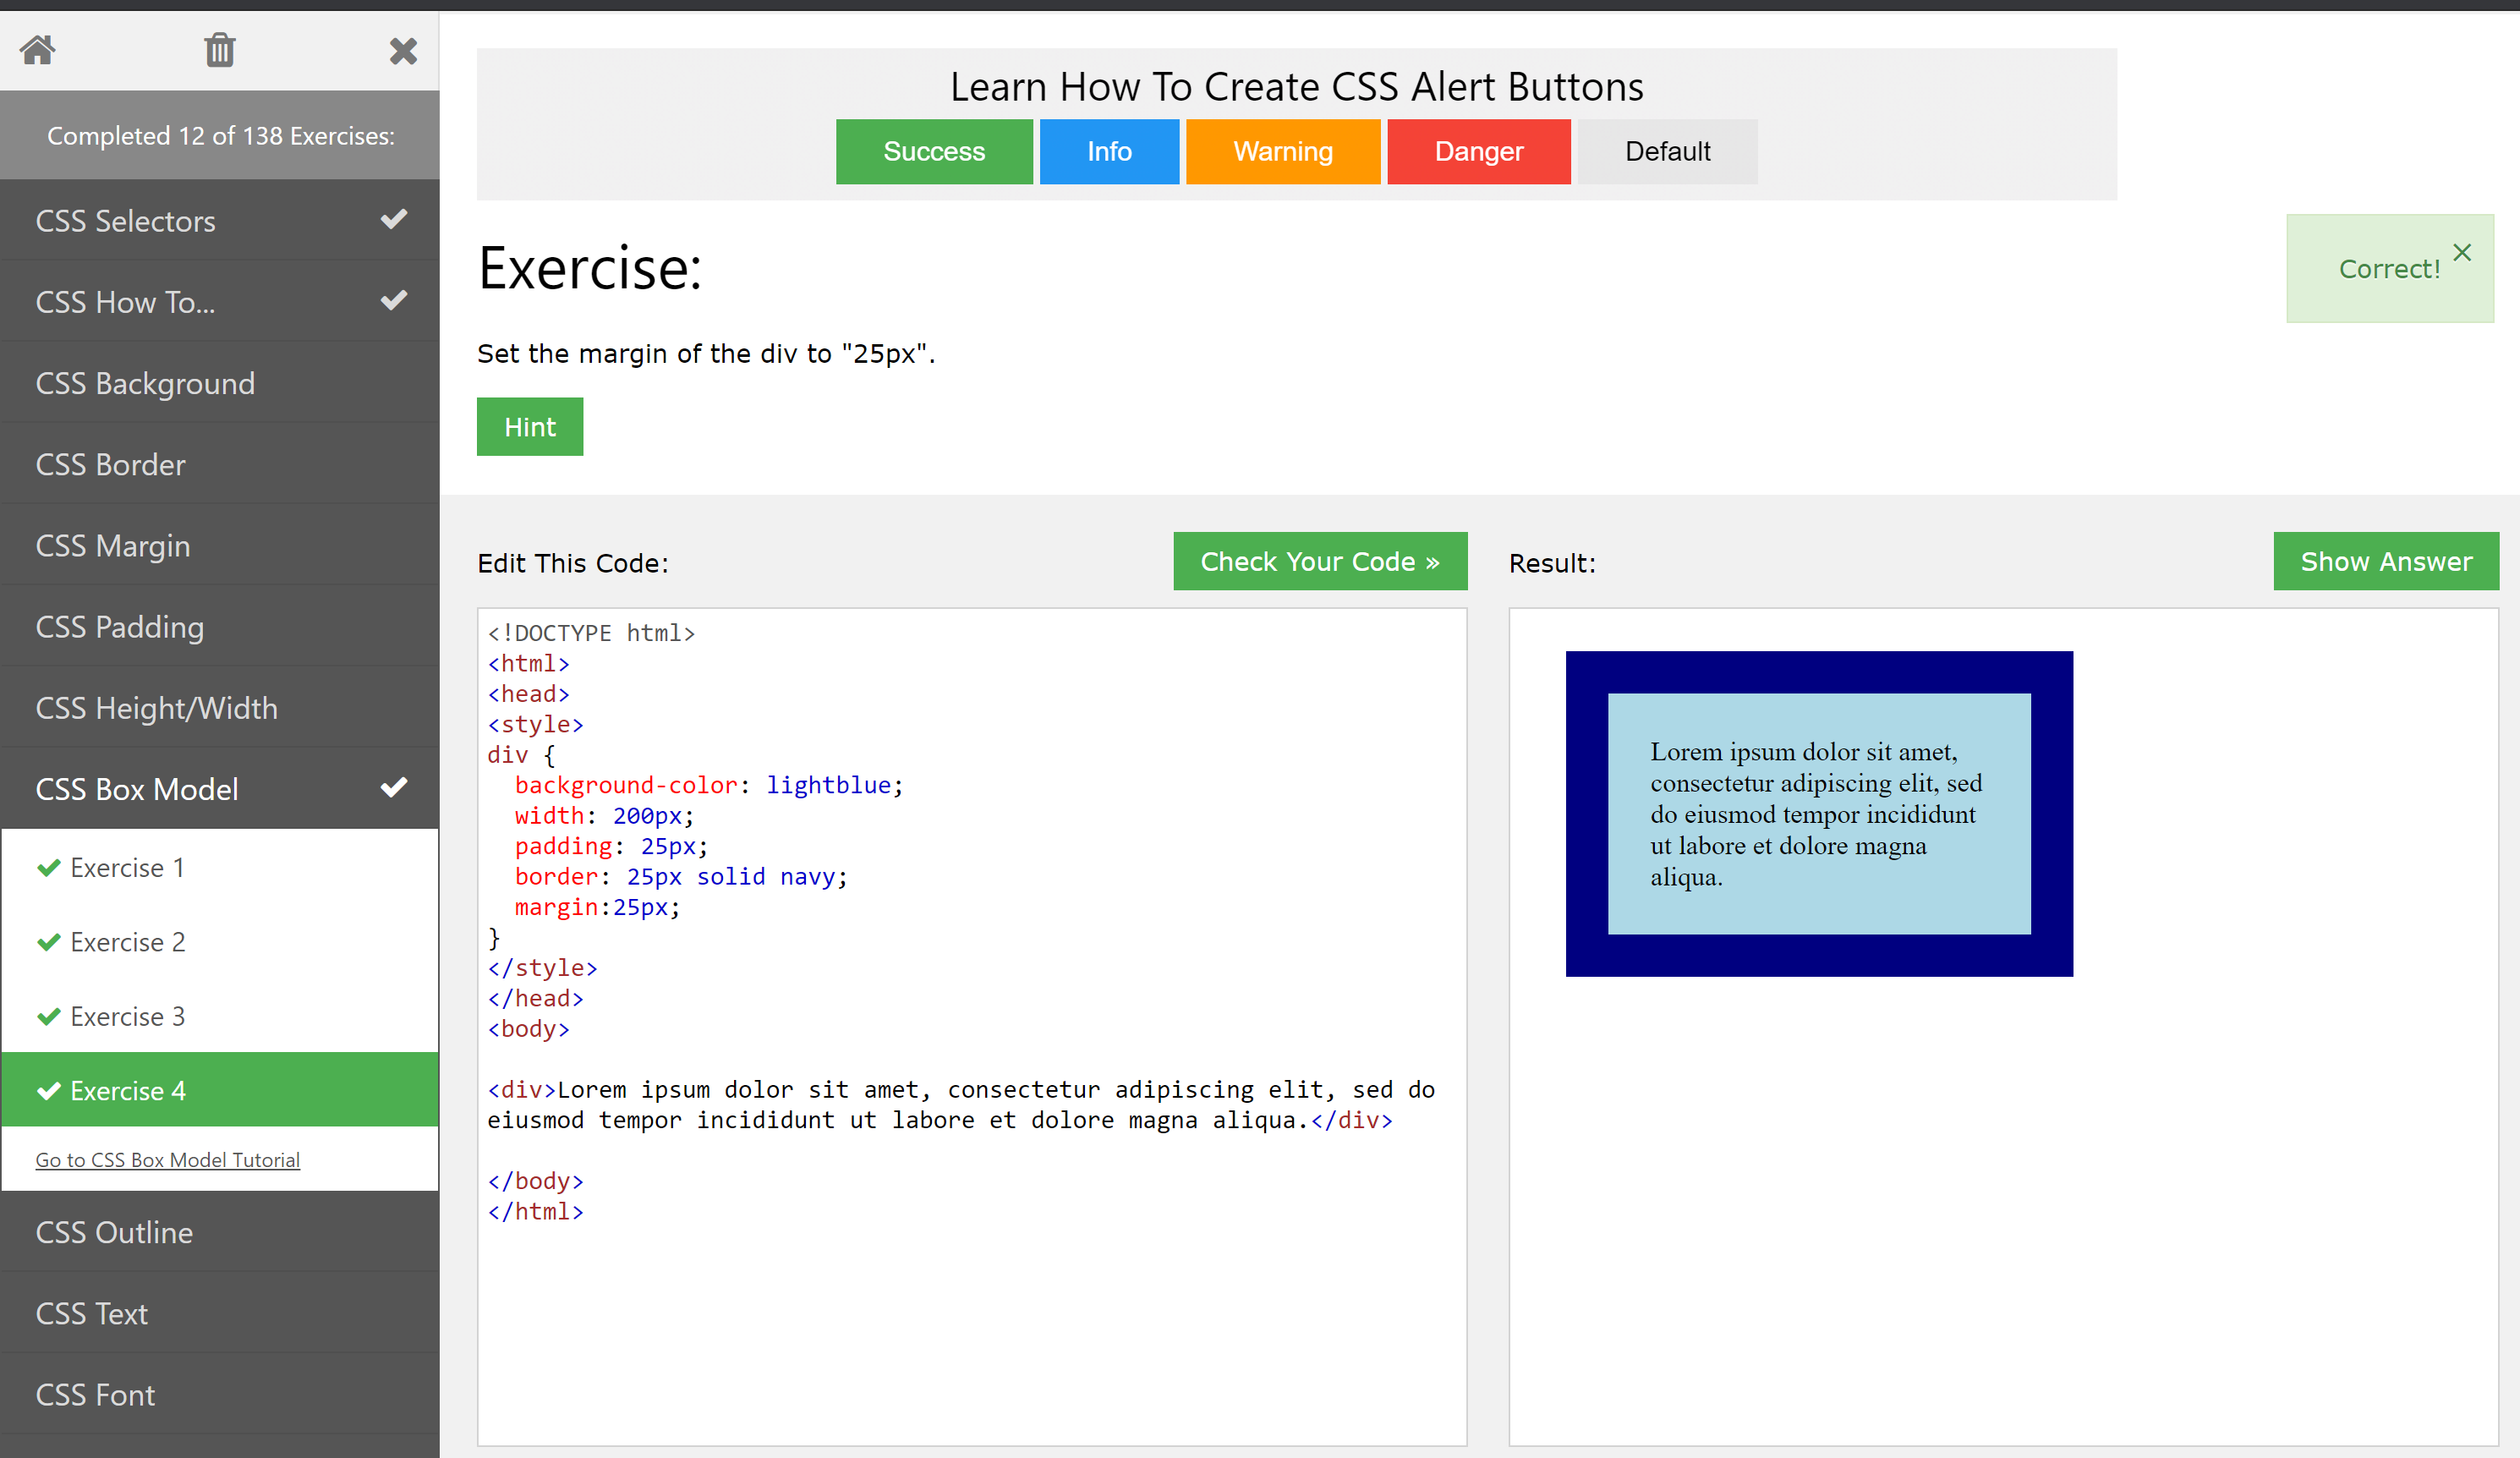 Completed 12 of 138 Exercises:
CSS Selectors
CSS How To...
CSS Background
CSS Border
CSS Margin
CSS Padding
CSS Height/Width
CSS Box Model
Exercise 1
Exercise 2
Exercise 3
Exercise 4
Go to CSS Box Model Tutorial
CSS Outline
CSS Text
CSS Font
Learn How To Create CSS Alert Buttons
Success Info Warning Danger Default
Exercise:
Correct! ×
Set the margin of the div to "25px".
Hint
Edit This Code:
Check Your Code »
<!DOCTYPE html>
<html>
<head>
<style>
div {
  background-color: lightblue;
  width: 200px;
  padding: 25px;
  border: 25px solid navy;
  margin:25px;
}
</style>
</head>
<body>
<div>Lorem ipsum dolor sit amet, consectetur adipiscing elit, sed do
eiusmod tempor incididunt ut labore et dolore magna aliqua.</div>
</body>
</html>
Result:
Show Answer
Lorem ipsum dolor sit amet,
consectetur adipiscing elit, sed
do eiusmod tempor incididunt
ut labore et dolore magna
aliqua.